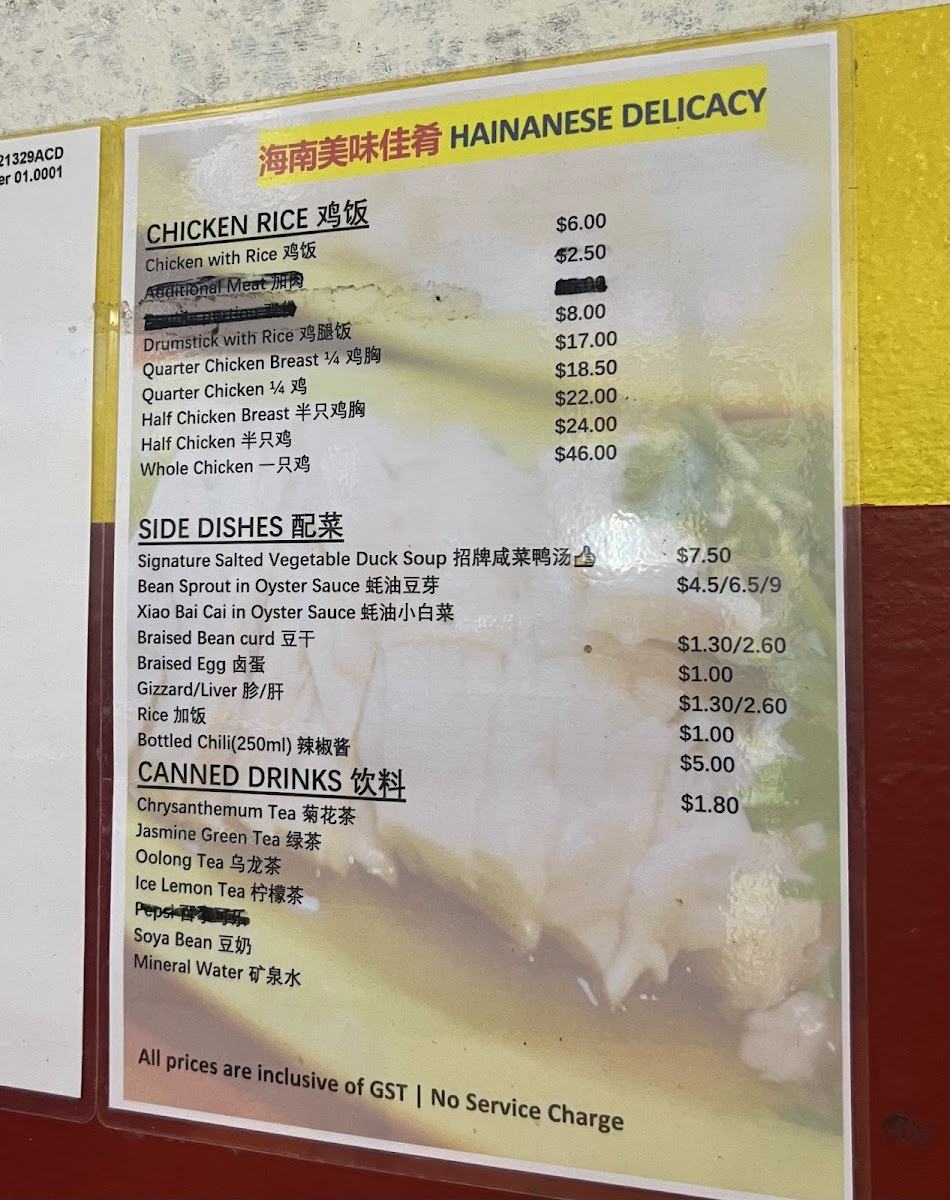 21329ACD
er 01.0001
海南美味佳肴 HAINANESE DELICACY
CHICKEN RICE 鸡饭
Chicken with Rice 鸡饭 $6.00
Additional Meat 加肉 $2.50
Drumstick with Rice 鸡腿饭 $8.00
Quarter Chicken Breast ¼ 鸡胸 $17.00
Quarter Chicken ¼ 鸡 $18.50
Half Chicken Breast 半只鸡胸 $22.00
Half Chicken 半只鸡 $24.00
Whole Chicken 一只鸡 $46.00
SIDE DISHES 配菜
Signature Salted Vegetable Duck Soup 招牌咸菜鸭汤👍 $7.50
Bean Sprout in Oyster Sauce 蚝油豆芽 $4.5/6.5/9
Xiao Bai Cai in Oyster Sauce 蚝油小白菜
Braised Bean curd 豆干 $1.30/2.60
Braised Egg 卤蛋 $1.00
Gizzard/Liver 胗/肝 $1.30/2.60
Rice 加饭 $1.00
Bottled Chili(250ml) 辣椒酱 $5.00
CANNED DRINKS 饮料 $1.80
Chrysanthemum Tea 菊花茶
Jasmine Green Tea 绿茶
Oolong Tea 乌龙茶
Ice Lemon Tea 柠檬茶
Pepsi 百事可乐
Soya Bean 豆奶
Mineral Water 矿泉水
All prices are inclusive of GST | No Service Charge